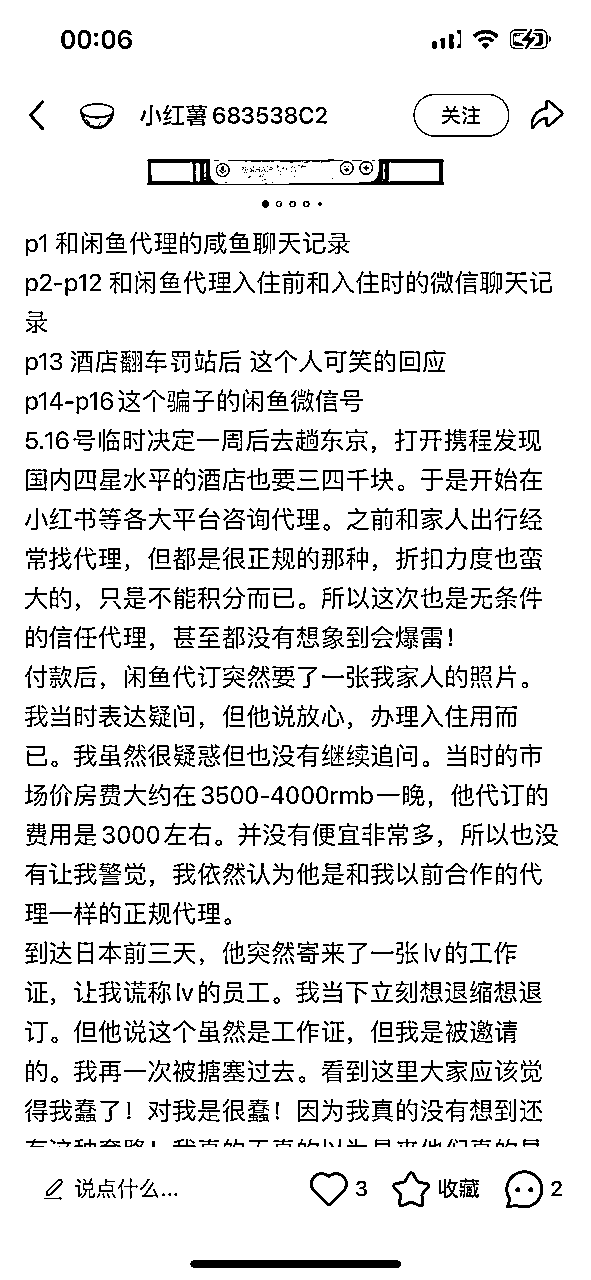 00:06
小红薯683538C2
关注
p1 和闲鱼代理的咸鱼聊天记录
p2-p12 和闲鱼代理入住前和入住时的微信聊天记
录
p13 酒店翻车罚站后 这个人可笑的回应
p14-p16这个骗子的闲鱼微信号
5.16号临时决定一周后去趟东京，打开携程发现
国内四星水平的酒店也要三四千块。于是开始在
小红书等各大平台咨询代理。之前和家人出行经
常找代理，但都是很正规的那种，折扣力度也蛮
大的，只是不能积分而已。所以这次也是无条件
的信任代理，甚至都没有想象到会爆雷！
付款后，闲鱼代订突然要了一张我家人的照片。
我当时表达疑问，但他说放心，办理入住用而
已。我虽然很疑惑但也没有继续追问。当时的市
场价房费大约在3500-4000rmb一晚，他代订的
费用是3000左右。并没有便宜非常多，所以也没
有让我警觉，我依然认为他是和我以前合作的代
理一样的正规代理。
到达日本前三天，他突然寄来了一张lv的工作
证，让我谎称lv的员工。我当下立刻想退缩想退
订。但他说这个虽然是工作证，但我是被邀请
的。我再一次被搪塞过去。看到这里大家应该觉
得我蠢了！对我是很蠢！因为我真的没有想到还
说点什么...
3
收藏
2